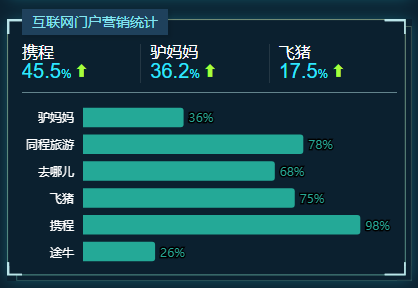 互联网门户营销统计
携程 驴妈妈 飞猪
45.5% 36.2% 17.5%
驴妈妈 36%
同程旅游 78%
去哪儿 68%
飞猪 75%
携程 98%
途牛 26%